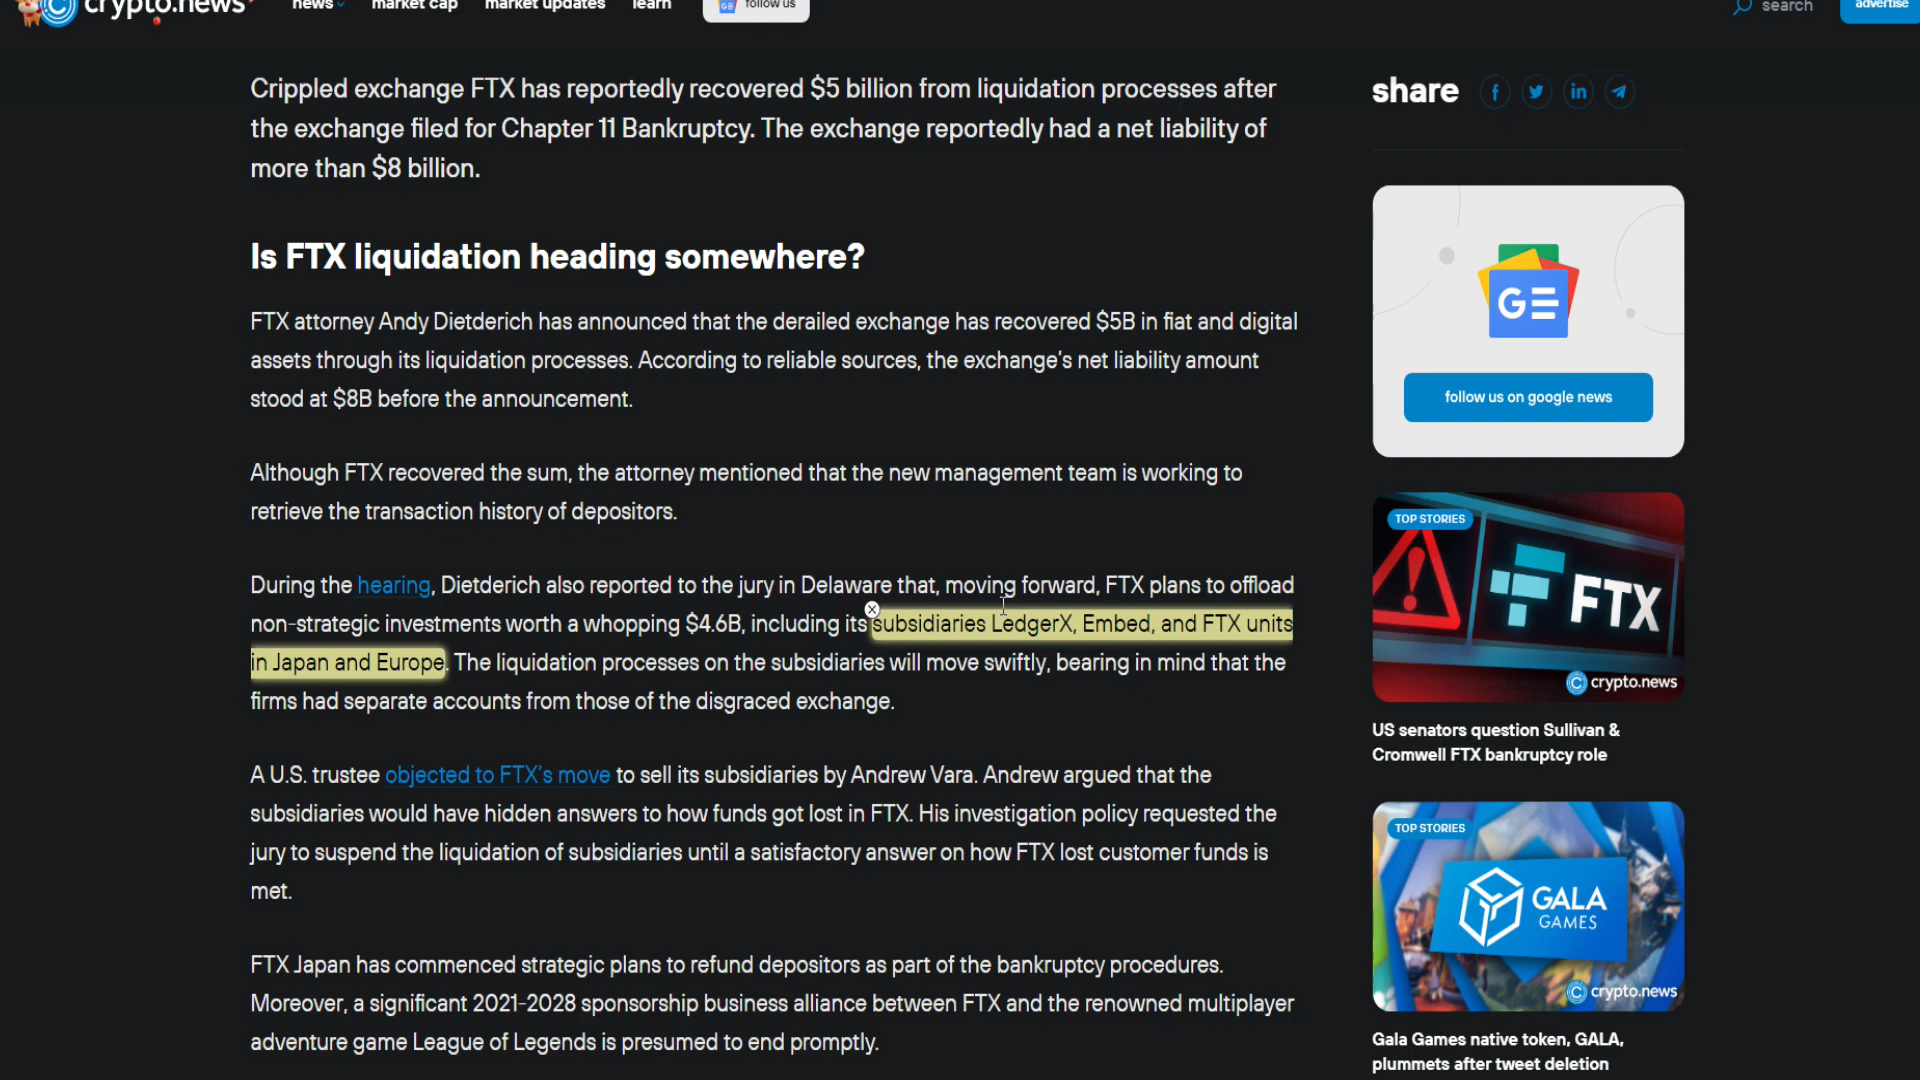 crypto.news
news
market cap
market updates
learn
GE
follow us
search
advertise
Crippled exchange FTX has reportedly recovered $5 billion from liquidation processes after
the exchange filed for Chapter 11 Bankruptcy. The exchange reportedly had a net liability of
more than $8 billion.
Is FTX liquidation heading somewhere?
FTX attorney Andy Dietderich has announced that the derailed exchange has recovered $5B in fiat and digital
assets through its liquidation processes. According to reliable sources, the exchange's net liability amount
stood at $8B before the announcement.
Although FTX recovered the sum, the attorney mentioned that the new management team is working to
retrieve the transaction history of depositors.
During the hearing, Dietderich also reported to the jury in Delaware that, moving forward, FTX plans to offload
non-strategic investments worth a whopping $4.6B, including its subsidiaries LedgerX, Embed, and FTX units
in Japan and Europe. The liquidation processes on the subsidiaries will move swiftly, bearing in mind that the
firms had separate accounts from those of the disgraced exchange.
A U.S. trustee objected to FTX's move to sell its subsidiaries by Andrew Vara. Andrew argued that the
subsidiaries would have hidden answers to how funds got lost in FTX. His investigation policy requested the
jury to suspend the liquidation of subsidiaries until a satisfactory answer on how FTX lost customer funds is
met.
FTX Japan has commenced strategic plans to refund depositors as part of the bankruptcy procedures.
Moreover, a significant 2021-2028 sponsorship business alliance between FTX and the renowned multiplayer
adventure game League of Legends is presumed to end promptly.
share
GE
follow us on google news
TOP STORIES
FTX
crypto.news
US senators question Sullivan &
Cromwell FTX bankruptcy role
TOP STORIES
GALA
GAMES
crypto.news
Gala Games native token, GALA,
plummets after tweet deletion